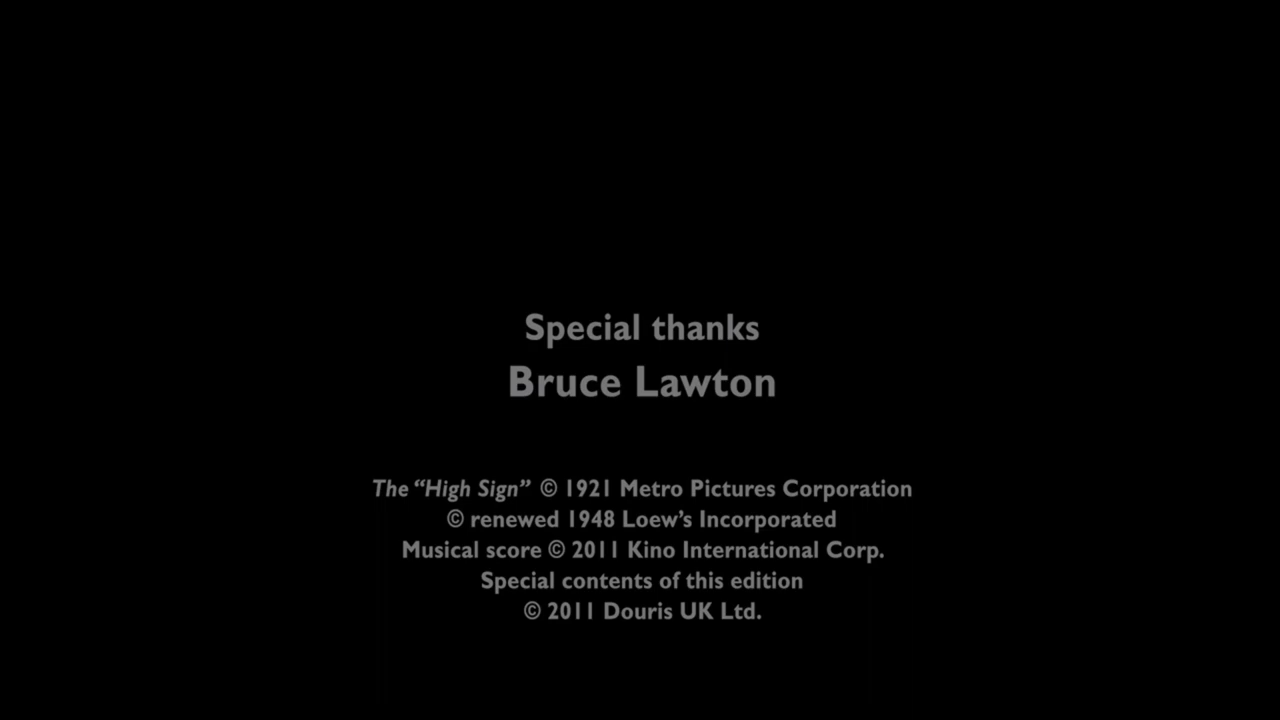 Special thanks
Bruce Lawton
The “High Sign” © 1921 Metro Pictures Corporation
© renewed 1948 Loew’s Incorporated
Musical score © 2011 Kino International Corp.
Special contents of this edition
© 2011 Douris UK Ltd.